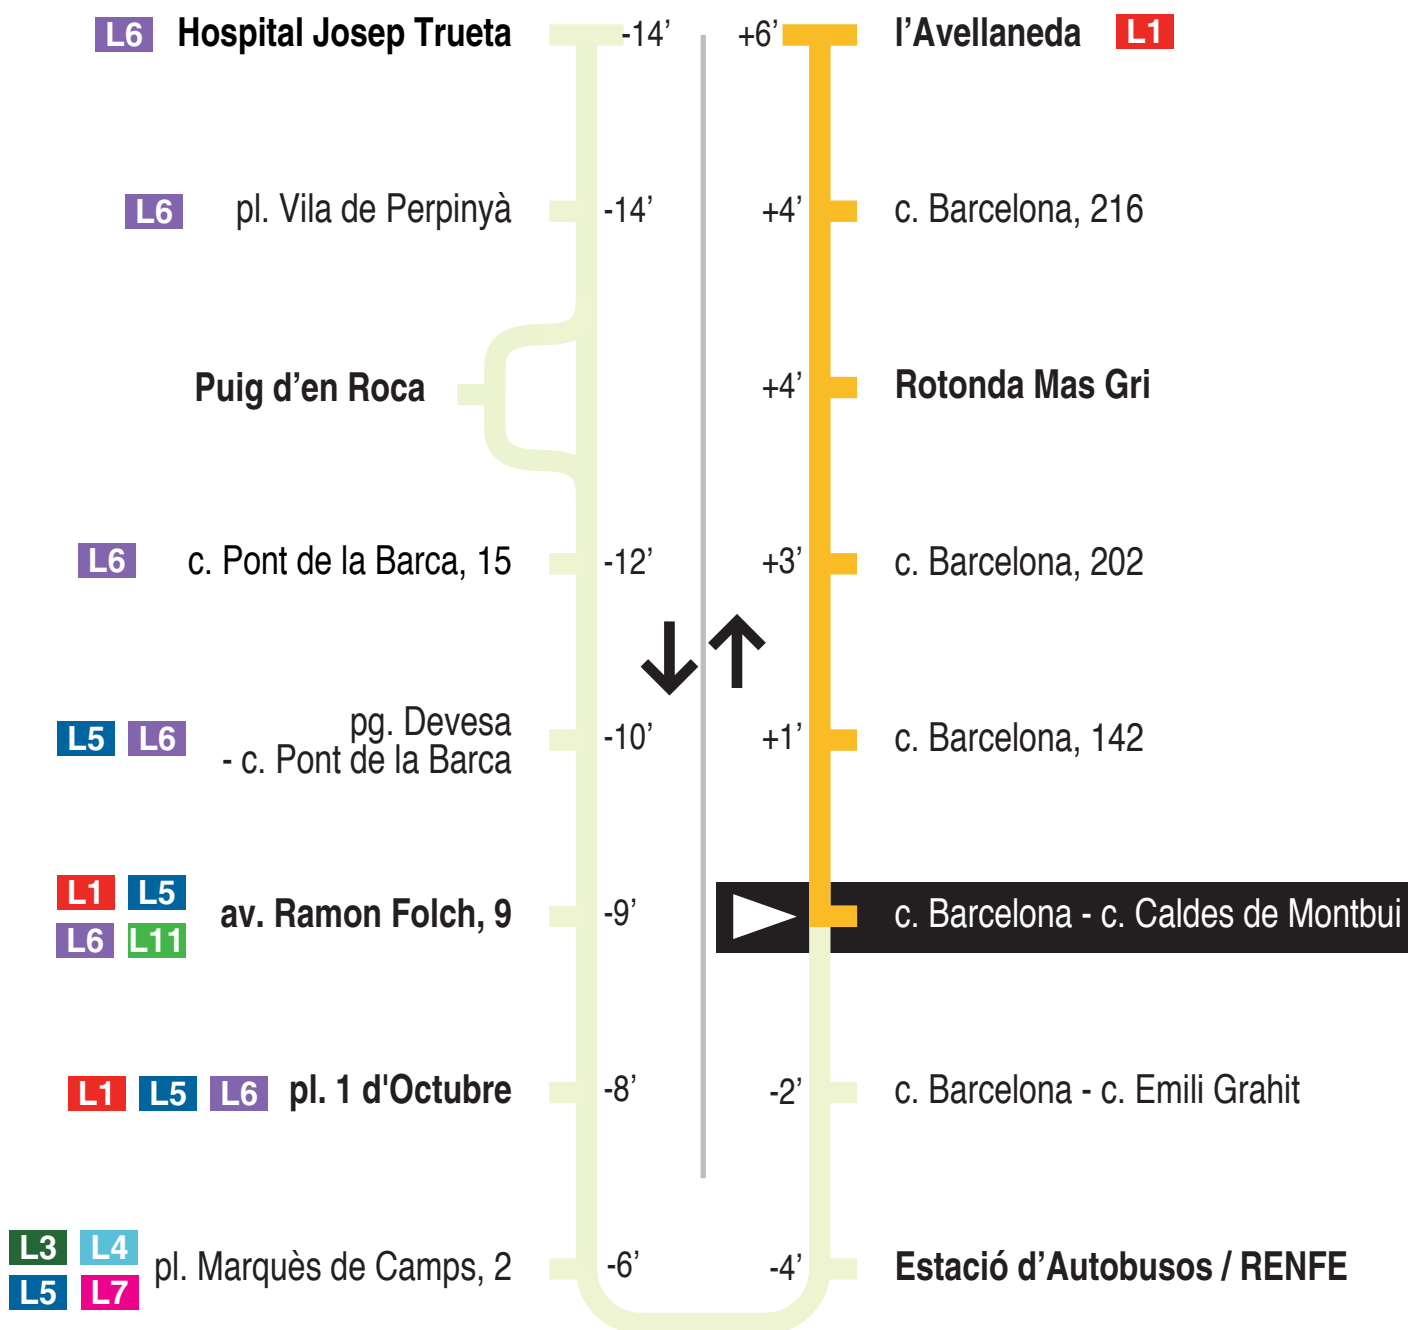 L6 Hospital Josep Trueta -14’
L6 pl. Vila de Perpinyà -14’
Puig d’en Roca
L6 c. Pont de la Barca, 15 -12’
L5 L6 pg. Devesa
- c. Pont de la Barca -10’
L1 L5
L6 L11
av. Ramon Folch, 9 -9’
L1 L5 L6 pl. 1 d'Octubre -8’
L3 L4
L5 L7
pl. Marquès de Camps, 2 -6’
+6’ l’Avellaneda L1
+4’ c. Barcelona, 216
+4’ Rotonda Mas Gri
+3’ c. Barcelona, 202
+1’ c. Barcelona, 142
c. Barcelona - c. Caldes de Montbui
-2’ c. Barcelona - c. Emili Grahit
-4’ Estació d’Autobusos / RENFE